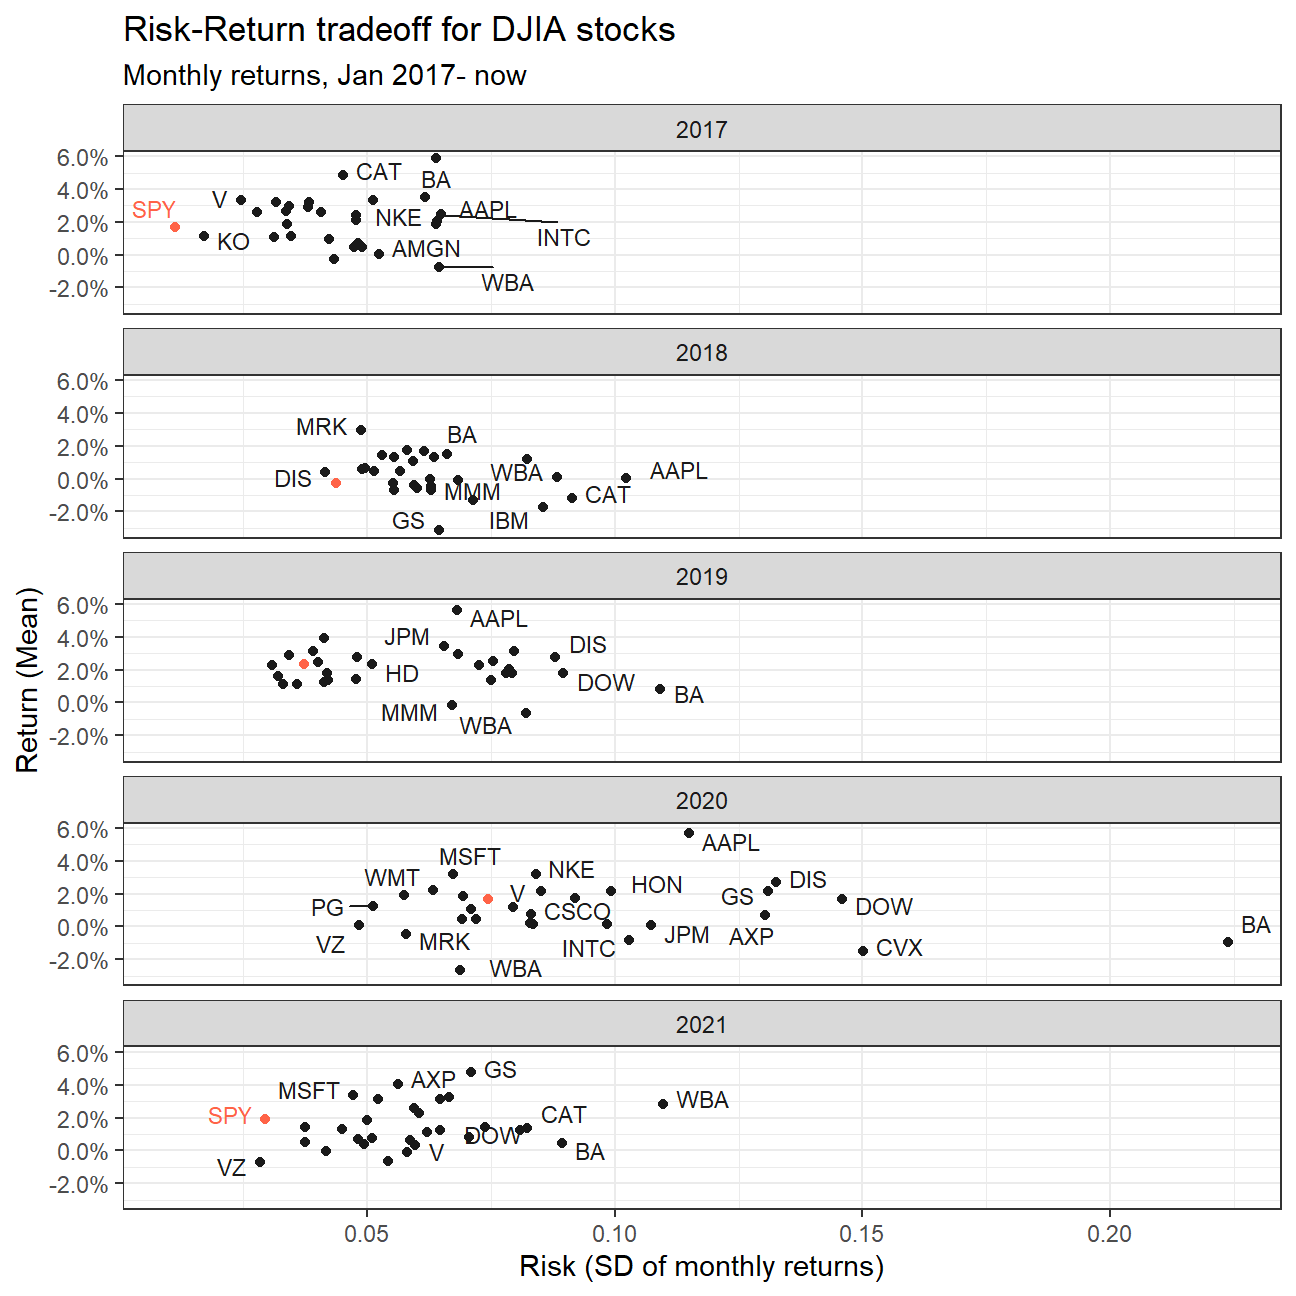 Risk-Return tradeoff for DJIA stocks
Monthly returns, Jan 2017- now
2017
6.0%
4.0%
2.0%
0.0%
-2.0%
CAT
BA
V
SPY
NKE
AAPL
KO
INTC
AMGN
WBA
2018
6.0%
4.0%
2.0%
0.0%
-2.0%
MRK
BA
DIS
WBA
AAPL
MMM
CAT
GS
IBM
Return (Mean)
2019
6.0%
4.0%
2.0%
0.0%
-2.0%
AAPL
JPM
DIS
HD
DOW
BA
MMM
WBA
2020
6.0%
4.0%
2.0%
0.0%
-2.0%
AAPL
MSFT
NKE
WMT
V
HON
GS
DIS
PG
CSCO
DOW
VZ
MRK
INTC
JPM
AXP
CVX
BA
WBA
2021
6.0%
4.0%
2.0%
0.0%
-2.0%
GS
AXP
MSFT
WBA
SPY
CAT
DOW
V
BA
VZ
0.05
0.10
0.15
0.20
Risk (SD of monthly returns)